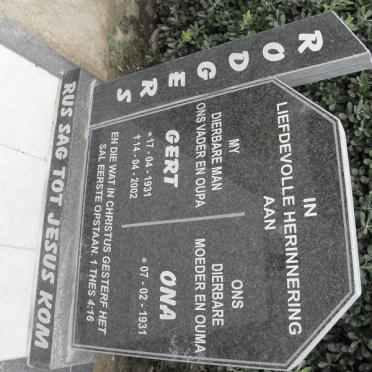 RODGERS
IN
LIEFDEVOLLE HERINNERING
AAN
MY
DIERBARE MAN
ONS VADER EN OUPA
GERT
*17 - 04 - 1931
†14 - 04 - 2002
ONS
DIERBARE
MOEDER EN OUMA
ONA
* 07 - 02 - 1931
EN DIE WAT IN CHRISTUS GESTERF HET
SAL EERSTE OPSTAAN. 1 THES 4:16
RUS SAG TOT JESUS KOM